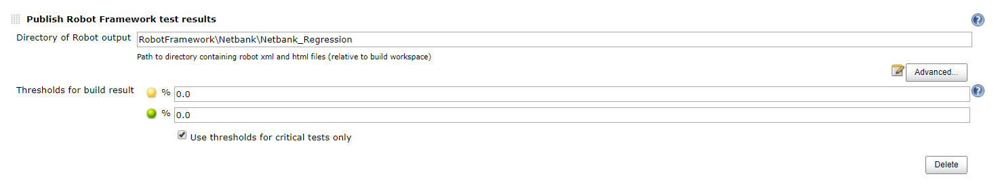 Publish Robot Framework test results
Directory of Robot output RobotFramework\Netbank\Netbank_Regression
Path to directory containing robot xml and html files (relative to build workspace)
Advanced...
Thresholds for build result % 0.0
% 0.0
Use thresholds for critical tests only
Delete